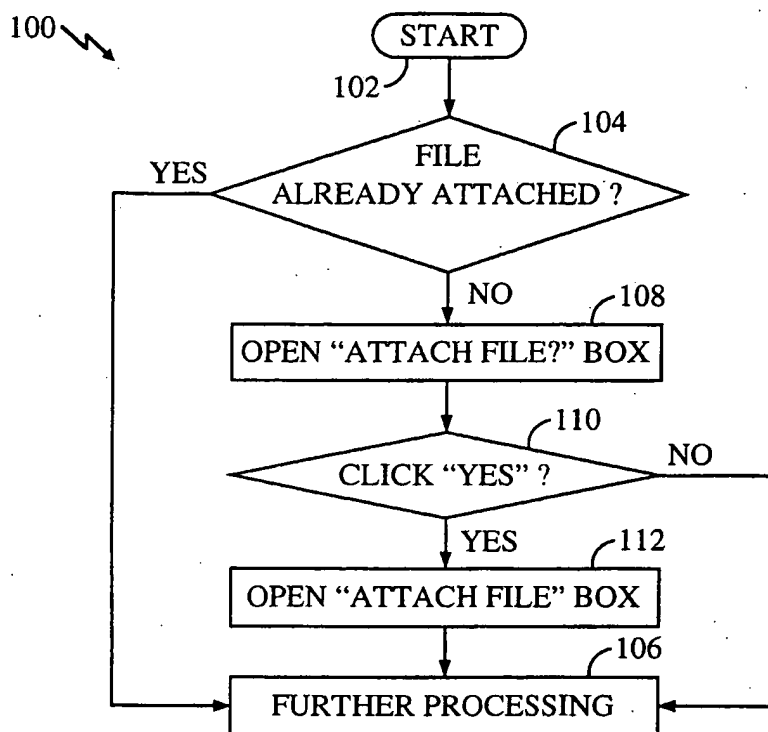 100
START
102
104
YES
FILE
ALREADY ATTACHED ?
NO
108
OPEN “ATTACH FILE?” BOX
110
CLICK “YES” ?
NO
YES
112
OPEN “ATTACH FILE” BOX
106
FURTHER PROCESSING